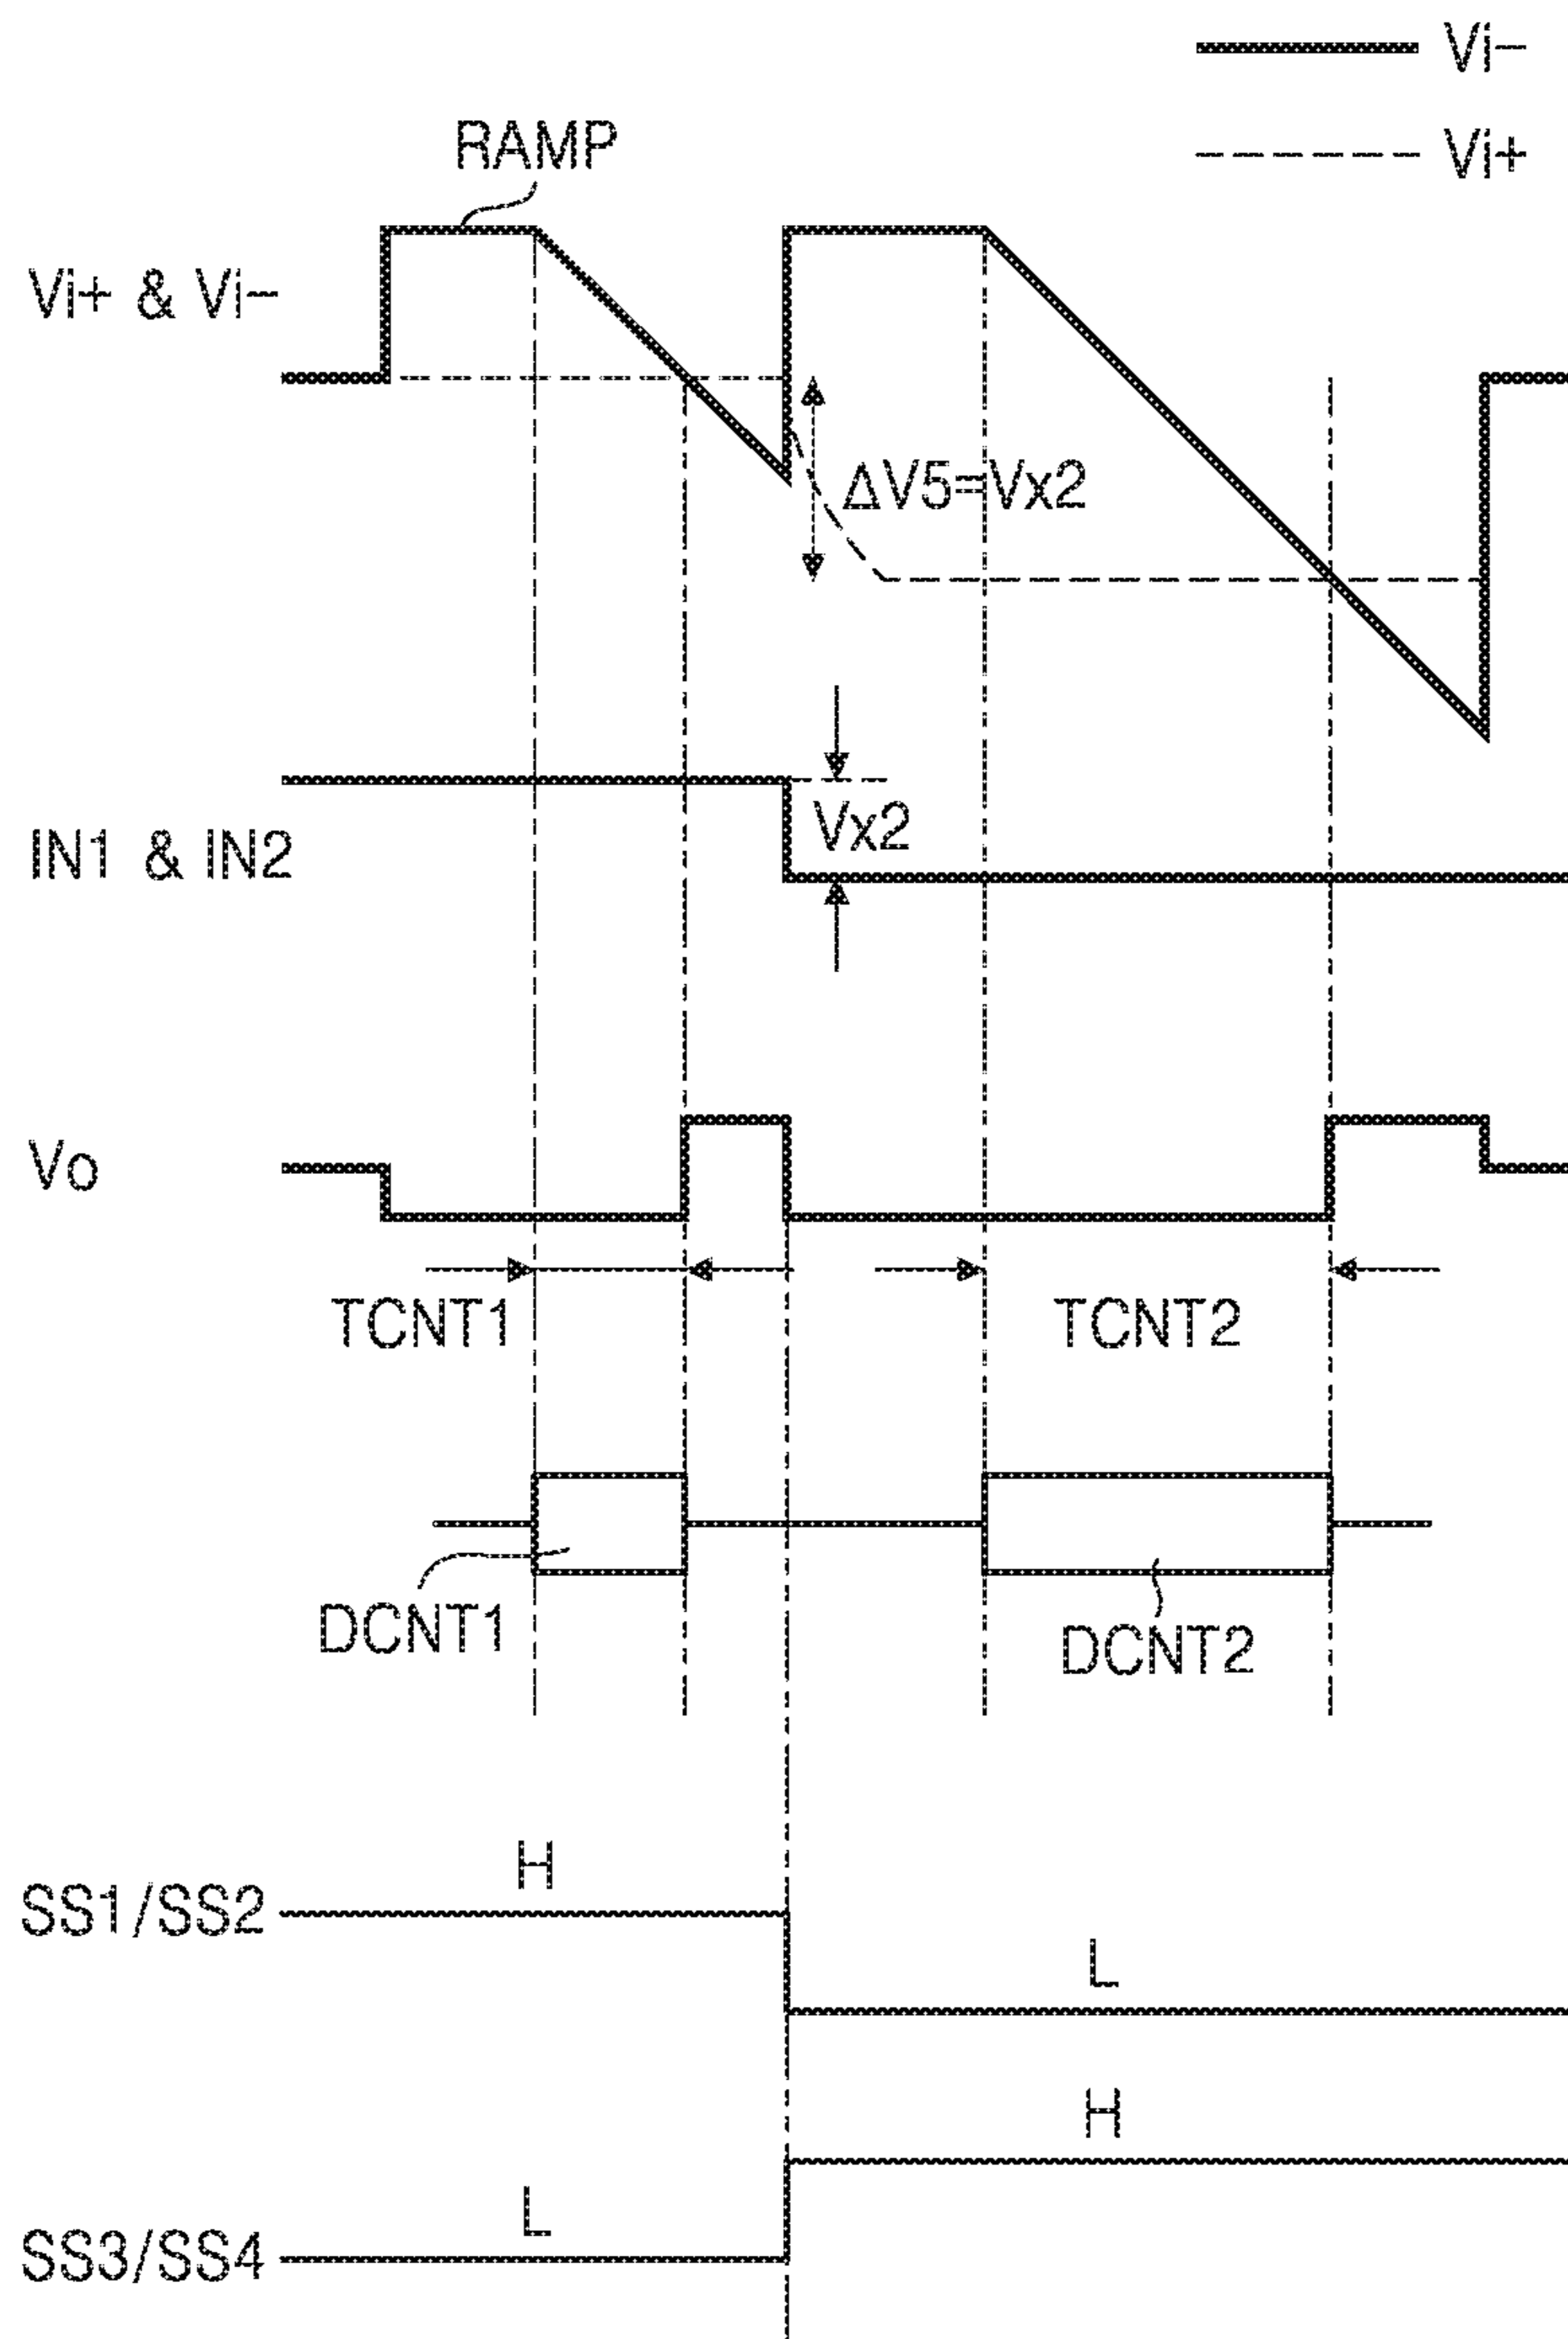 Vi−
Vi+
RAMP
Vi+ & Vi−
ΔV5=Vx2
Vx2
IN1 & IN2
Vo
TCNT1
TCNT2
DCNT1
DCNT2
H
SS1/SS2
L
H
L
SS3/SS4